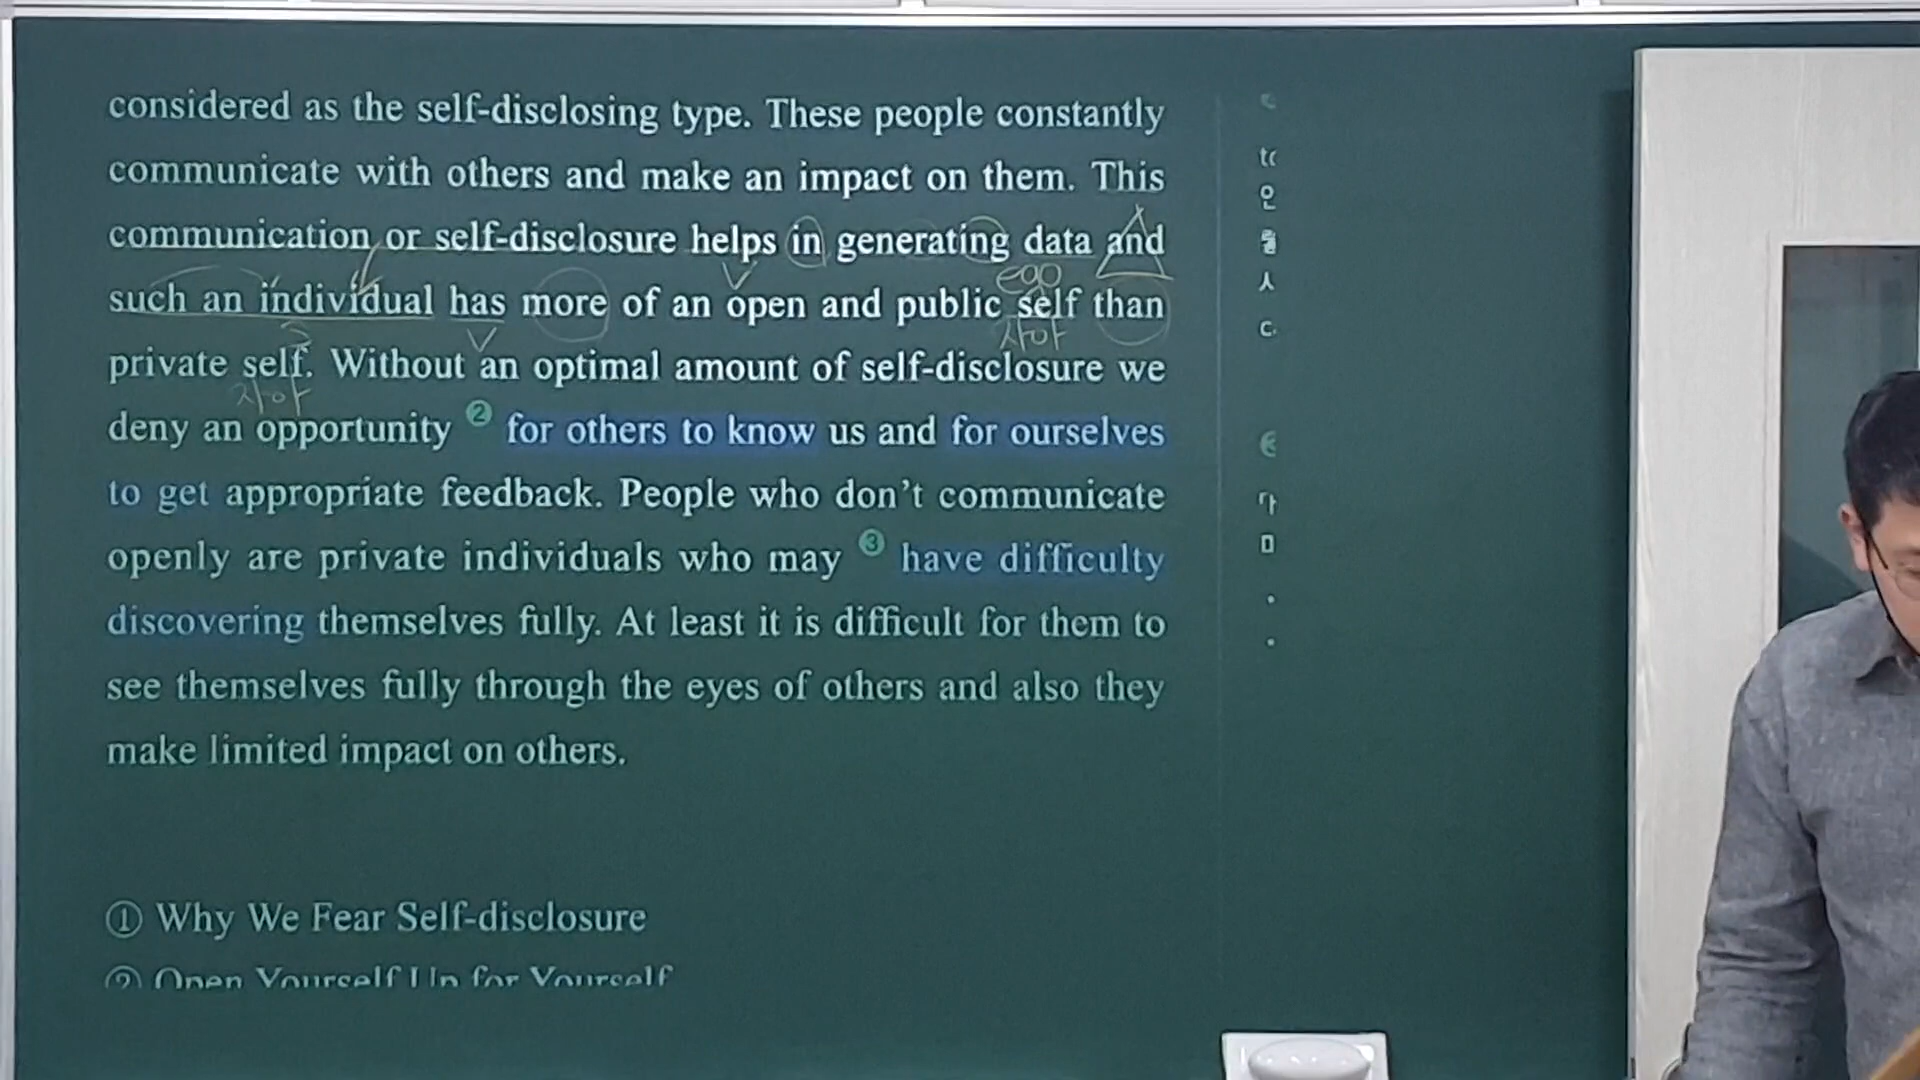 considered as the self-disclosing type. These people constantly
communicate with others and make an impact on them. This
communication or self-disclosure helps in generating data and
ego
such an individual has more of an open and public self than
자아
private self. Without an optimal amount of self-disclosure we
자아
deny an opportunity ② for others to know us and for ourselves
to get appropriate feedback. People who don't communicate
openly are private individuals who may ③ have difficulty
discovering themselves fully. At least it is difficult for them to
see themselves fully through the eyes of others and also they
make limited impact on others.
① Why We Fear Self-disclosure
② Open Yourself Up for Yourself